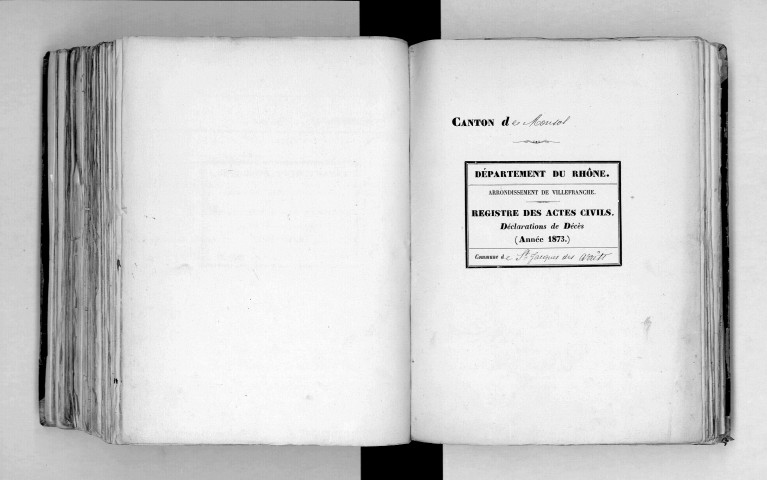 CANTON de Monsol
DÉPARTEMENT DU RHÔNE.
ARRONDISSEMENT DE VILLEFRANCHE.
REGISTRE DES ACTES CIVILS.
Déclarations de Décès
(Année 1873.)
Commune de St Jacques des Arrêts